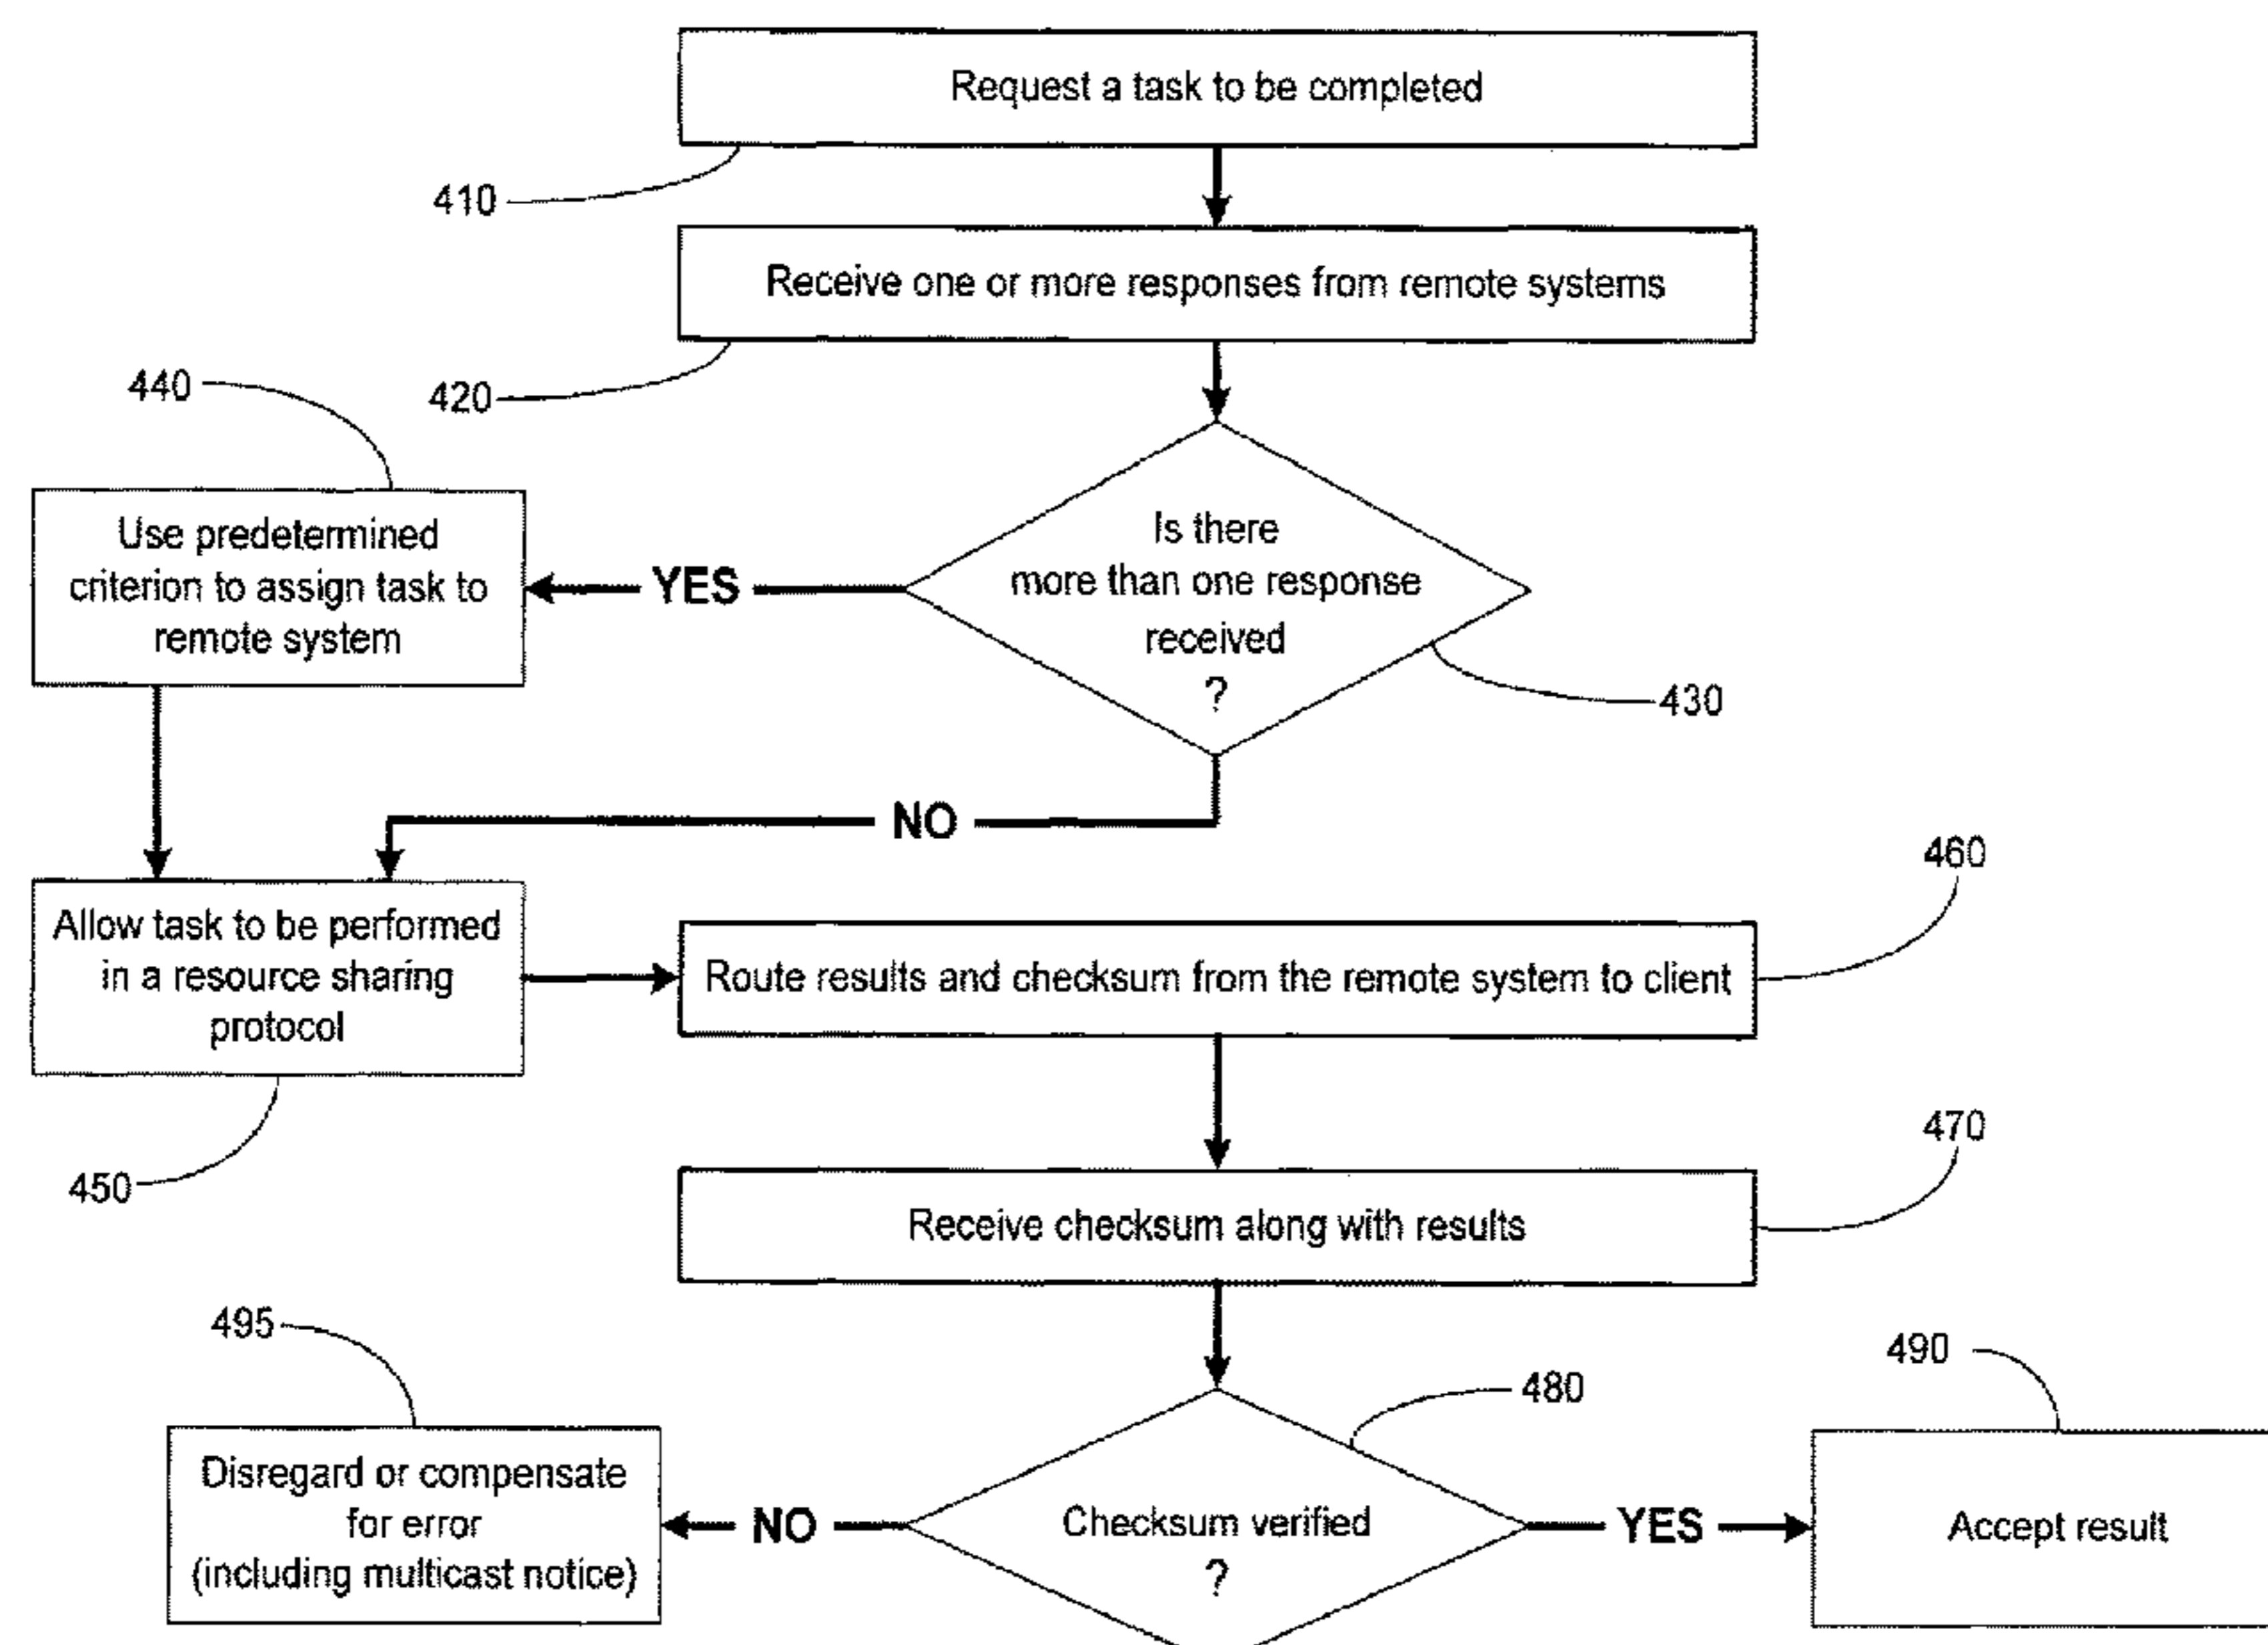 Request a task to be completed
410
Receive one or more responses from remote systems
420
440
Use predetermined
criterion to assign task to
remote system
YES
Is there
more than one response
received
?
430
NO
Allow task to be performed
in a resource sharing
protocol
450
460
Route results and checksum from the remote system to client
470
Receive checksum along with results
495
Disregard or compensate
for error
(including multicast notice)
NO
480
Checksum verified
?
YES
490
Accept result